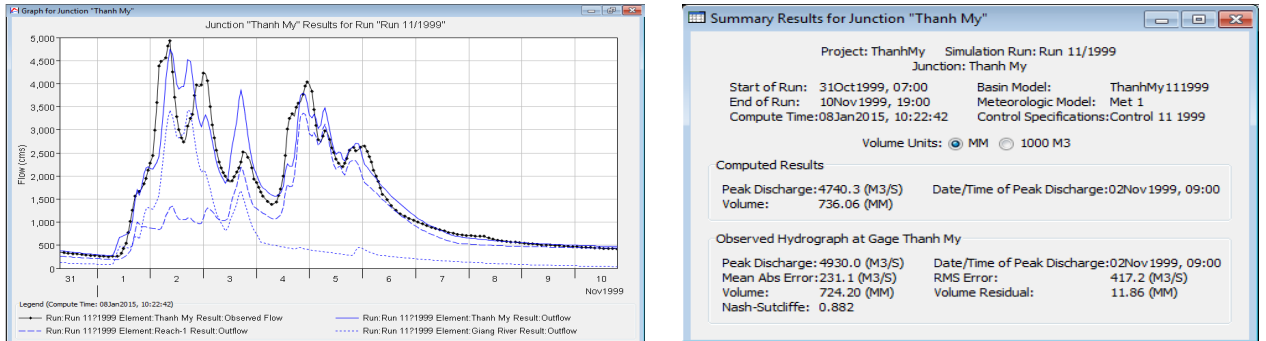 Graph for Junction "Thanh My"
Junction "Thanh My" Results for Run "Run 11/1999"
5,000
4,500
4,000
3,500
3,000
2,500
2,000
1,500
1,000
500
0
Flow (cms)
31 1 2 3 4 5 6 7 8 9 10
Nov1999
Legend (Compute Time: 08Jan2015, 10:22:42)
Run:Run 11?1999 Element:Thanh My Result:Observed Flow
Run:Run 11?1999 Element:Thanh My Result:Outflow
Run:Run 11?1999 Element:Reach-1 Result:Outflow
Run:Run 11?1999 Element:Giang River Result:Outflow
Summary Results for Junction "Thanh My"
Project: ThanhMy Simulation Run: Run 11/1999
Junction: Thanh My
Start of Run: 31Oct1999, 07:00 Basin Model: ThanhMy111999
End of Run: 10Nov1999, 19:00 Meteorologic Model: Met 1
Compute Time:08Jan2015, 10:22:42 Control Specifications:Control 11 1999
Volume Units: MM 1000 M3
Computed Results
Peak Discharge:4740.3 (M3/S) Date/Time of Peak Discharge:02Nov1999, 09:00
Volume: 736.06 (MM)
Observed Hydrograph at Gage Thanh My
Peak Discharge:4930.0 (M3/S) Date/Time of Peak Discharge:02Nov1999, 09:00
Mean Abs Error:231.1 (M3/S) RMS Error: 417.2 (M3/S)
Volume: 724.20 (MM) Volume Residual: 11.86 (MM)
Nash-Sutcliffe: 0.882